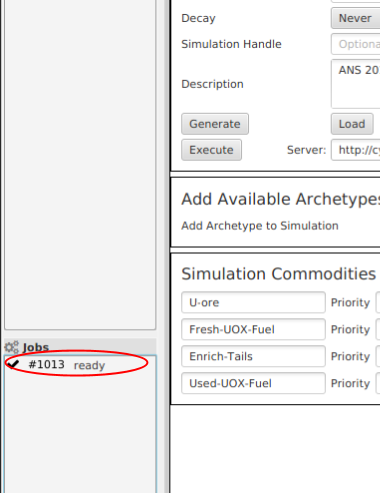 Decay Never
Simulation Handle Optiona
Description ANS 20
Generate Load
Execute Server: http://c
Add Available Archetypes
Add Archetype to Simulation
Simulation Commodities
U-ore Priority
Fresh-UOX-Fuel Priority
Enrich-Tails Priority
Used-UOX-Fuel Priority
Jobs
#1013 ready